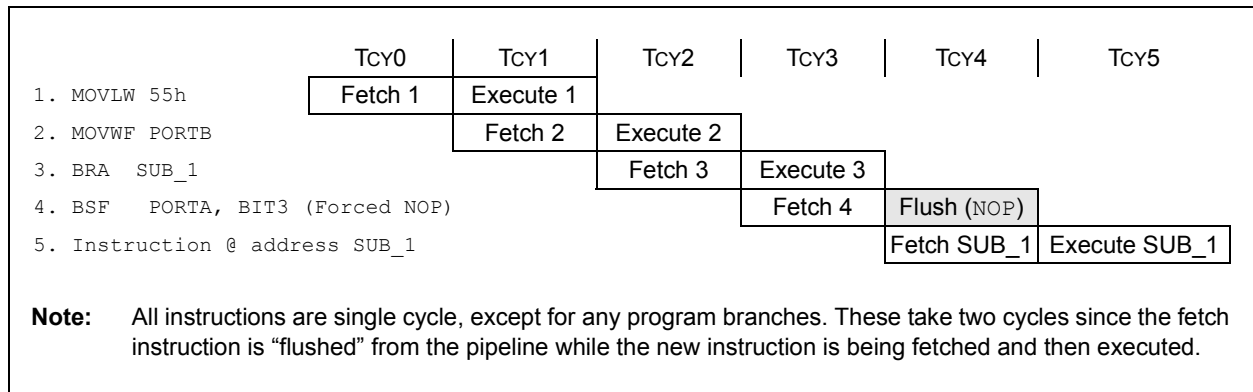 TCY0 TCY1 TCY2 TCY3 TCY4 TCY5
1. MOVLW 55h Fetch 1 Execute 1
2. MOVWF PORTB Fetch 2 Execute 2
3. BRA SUB_1 Fetch 3 Execute 3
4. BSF PORTA, BIT3 (Forced NOP) Fetch 4 Flush (NOP)
5. Instruction @ address SUB_1 Fetch SUB_1 Execute SUB_1
Note: All instructions are single cycle, except for any program branches. These take two cycles since the fetch
instruction is “flushed” from the pipeline while the new instruction is being fetched and then executed.